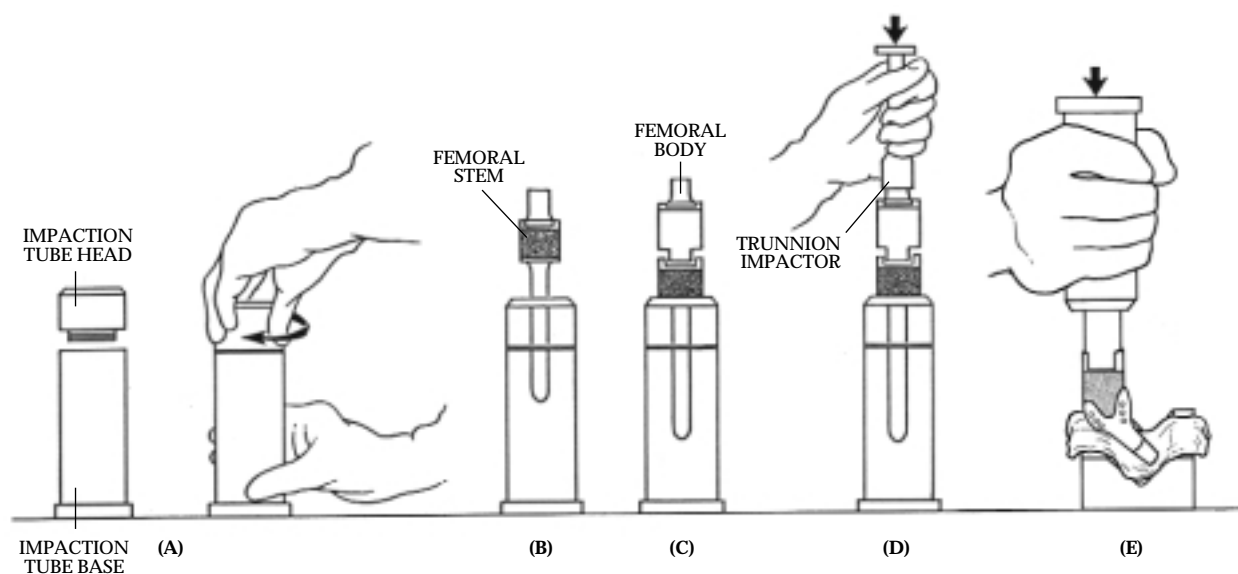 IMPACTION
TUBE HEAD
IMPACTION
TUBE BASE
(A)
FEMORAL
STEM
(B)
FEMORAL
BODY
(C)
TRUNNION
IMPACTOR
(D)
(E)